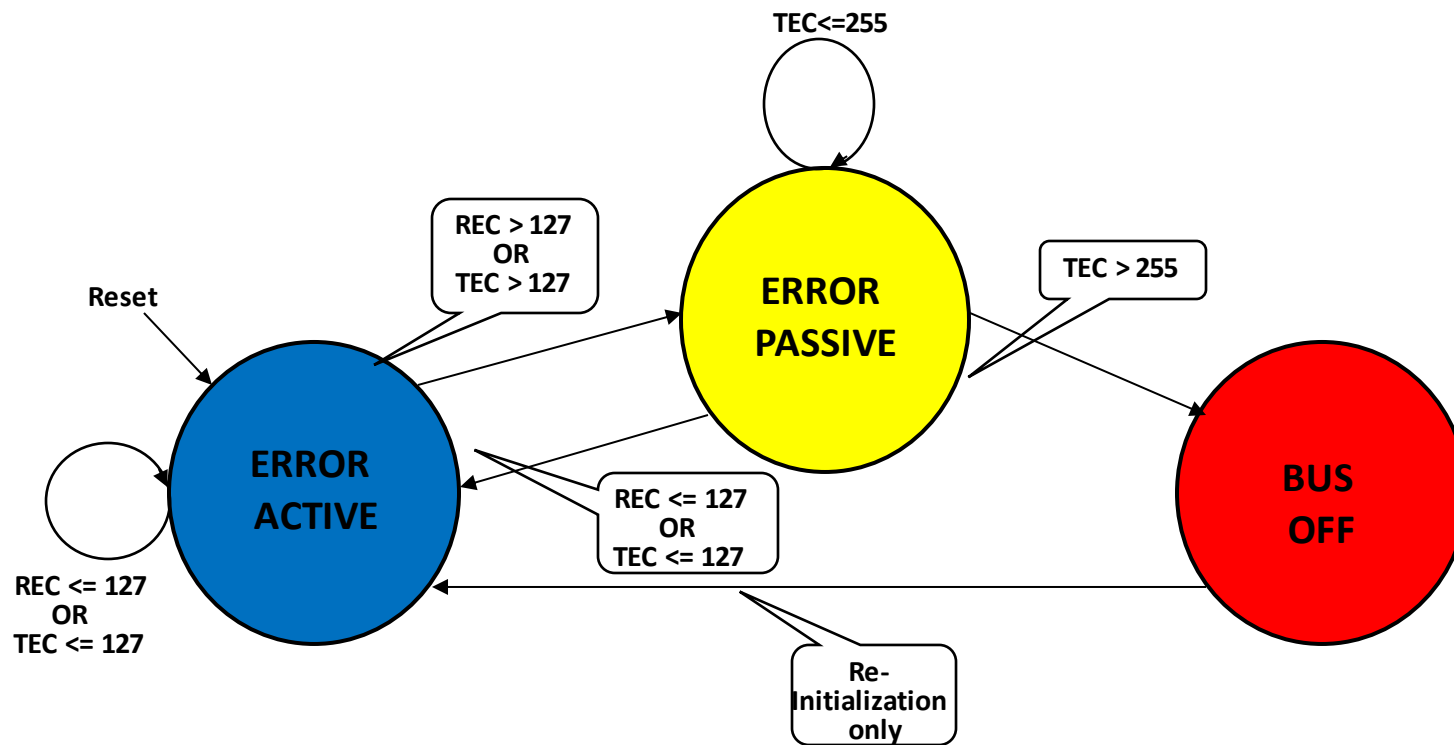 TEC<=255
REC > 127
OR
TEC > 127
TEC > 255
ERROR
PASSIVE
Reset
ERROR
ACTIVE
REC <= 127
OR
TEC <= 127
BUS
OFF
REC <= 127
OR
TEC <= 127
Re-
Initialization
only